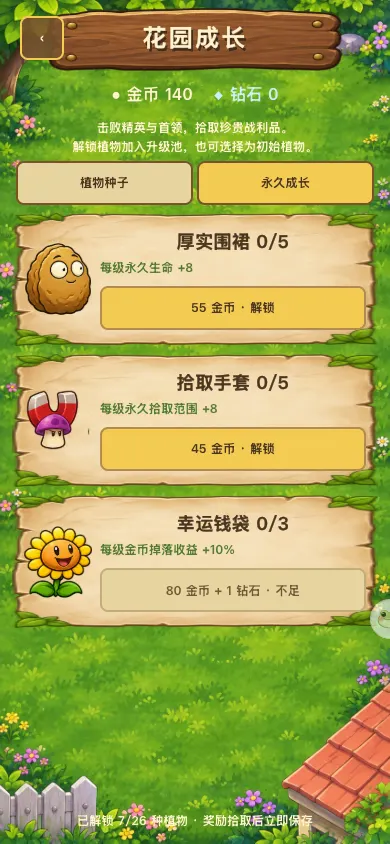 ‹
花园成长
● 金币 140 ◆ 钻石 0
击败精英与首领，拾取珍贵战利品。
解锁植物加入升级池，也可选择为初始植物。
植物种子 永久成长
厚实围裙 0/5
每级永久生命 +8
55 金币 · 解锁
拾取手套 0/5
每级永久拾取范围 +8
45 金币 · 解锁
幸运钱袋 0/3
每级金币掉落收益 +10%
80 金币 + 1 钻石 · 不足
已解锁 7/26 种植物 · 奖励拾取后立即保存